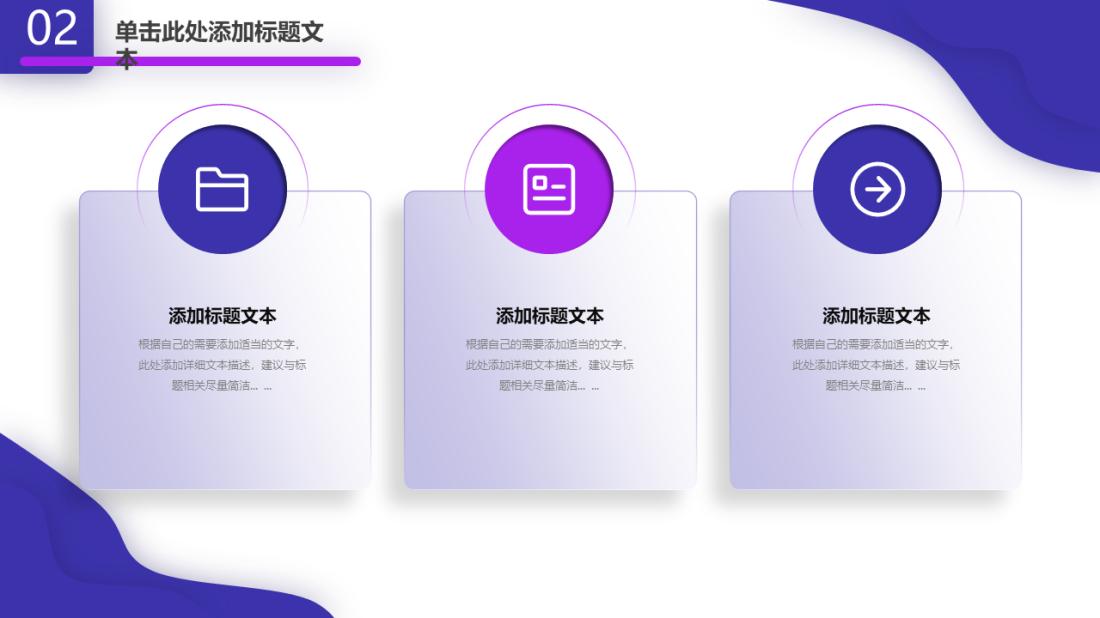 02
单击此处添加标题文
本
添加标题文本
根据自己的需要添加适当的文字，
此处添加详细文本描述，建议与标
题相关尽量简洁... ...
添加标题文本
根据自己的需要添加适当的文字，
此处添加详细文本描述，建议与标
题相关尽量简洁... ...
添加标题文本
根据自己的需要添加适当的文字，
此处添加详细文本描述，建议与标
题相关尽量简洁... ...